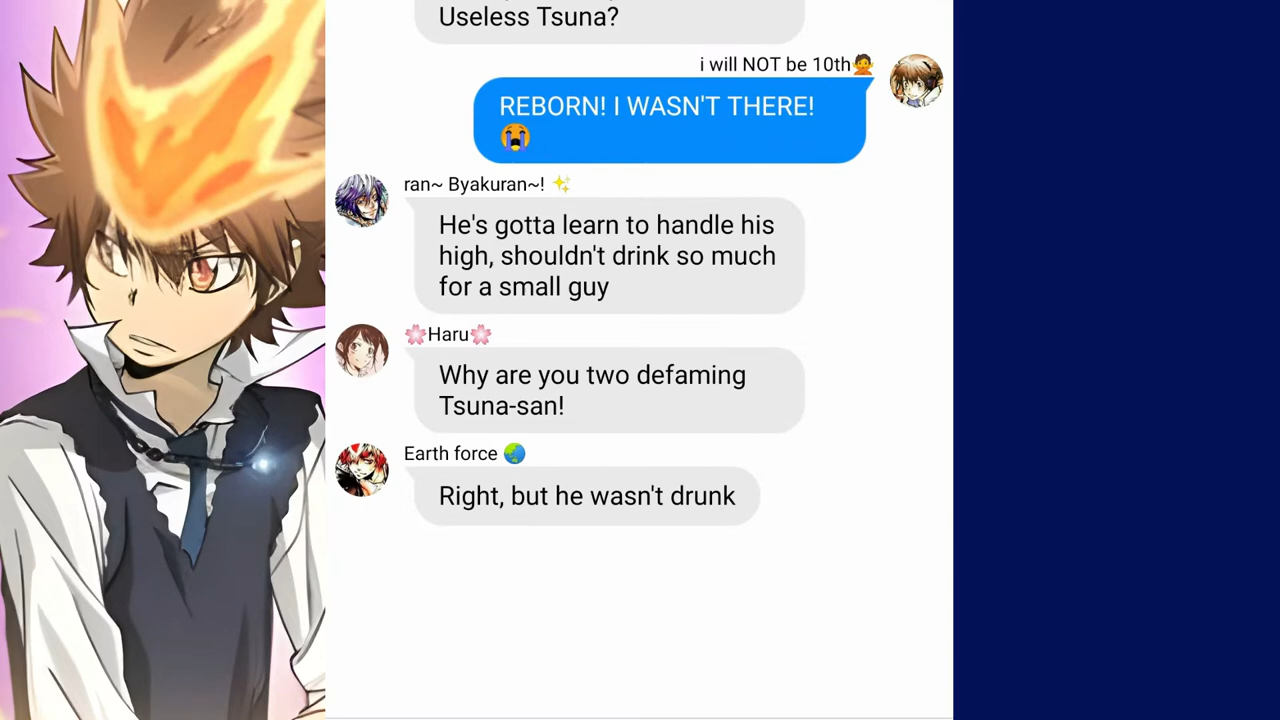 Useless Tsuna?
i will NOT be 10th🙅
REBORN! I WASN'T THERE!
😭
ran~ Byakuran~! ✨
He's gotta learn to handle his
high, shouldn't drink so much
for a small guy
🌸Haru🌸
Why are you two defaming
Tsuna-san!
Earth force 🌏
Right, but he wasn't drunk